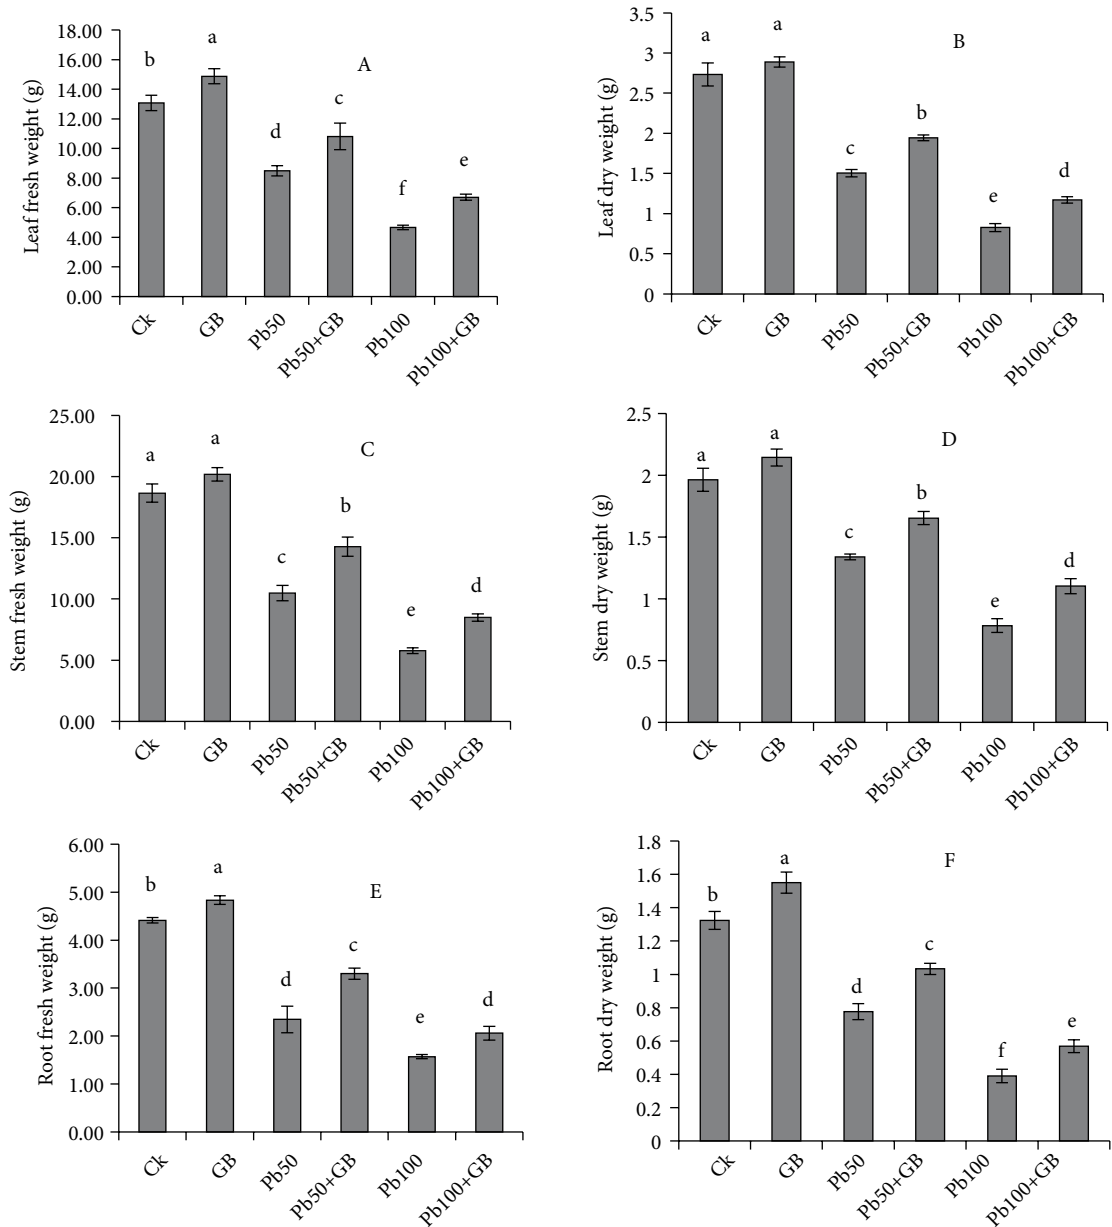 Leaf fresh weight (g)
18.00
16.00
14.00
12.00
10.00
8.00
6.00
4.00
2.00
0.00
b
a
d
c
f
e
A
Ck
GB
Pb50
Pb50+GB
Pb100
Pb100+GB
Leaf dry weight (g)
3.5
3
2.5
2
1.5
1
0.5
0
a
a
c
b
e
d
B
Ck
GB
Pb50
Pb50+GB
Pb100
Pb100+GB
Stem fresh weight (g)
25.00
20.00
15.00
10.00
5.00
0.00
a
a
c
b
e
d
C
Ck
GB
Pb50
Pb50+GB
Pb100
Pb100+GB
Stem dry weight (g)
2.5
2
1.5
1
0.5
0
a
a
c
b
e
d
D
Ck
GB
Pb50
Pb50+GB
Pb100
Pb100+GB
Root fresh weight (g)
6.00
5.00
4.00
3.00
2.00
1.00
0.00
b
a
d
c
e
d
E
Ck
GB
Pb50
Pb50+GB
Pb100
Pb100+GB
Root dry weight (g)
1.8
1.6
1.4
1.2
1
0.8
0.6
0.4
0.2
0
b
a
d
c
f
e
F
Ck
GB
Pb50
Pb50+GB
Pb100
Pb100+GB